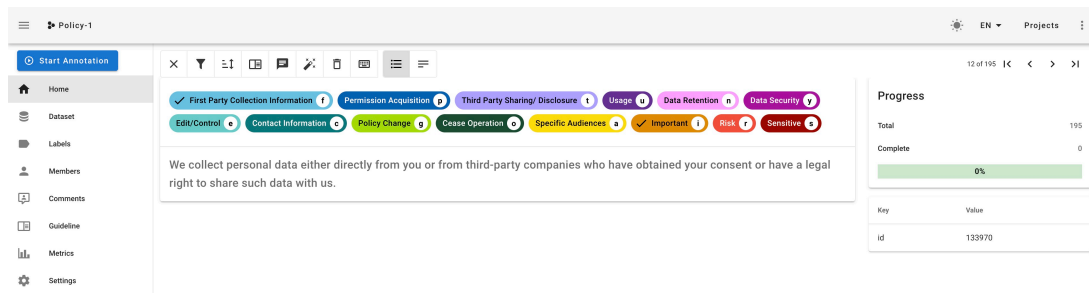 Policy-1
EN
Projects
Start Annotation
Home
Dataset
Labels
Members
Comments
Guideline
Metrics
Settings
12 of 195
First Party Collection Information f
Permission Acquisition p
Third Party Sharing/ Disclosure t
Usage u
Data Retention n
Data Security y
Edit/Control e
Contact Information c
Policy Change g
Cease Operation o
Specific Audiences a
Important i
Risk r
Sensitive s
We collect personal data either directly from you or from third-party companies who have obtained your consent or have a legal
right to share such data with us.
Progress
Total 195
Complete 0
0%
Key Value
id 133970